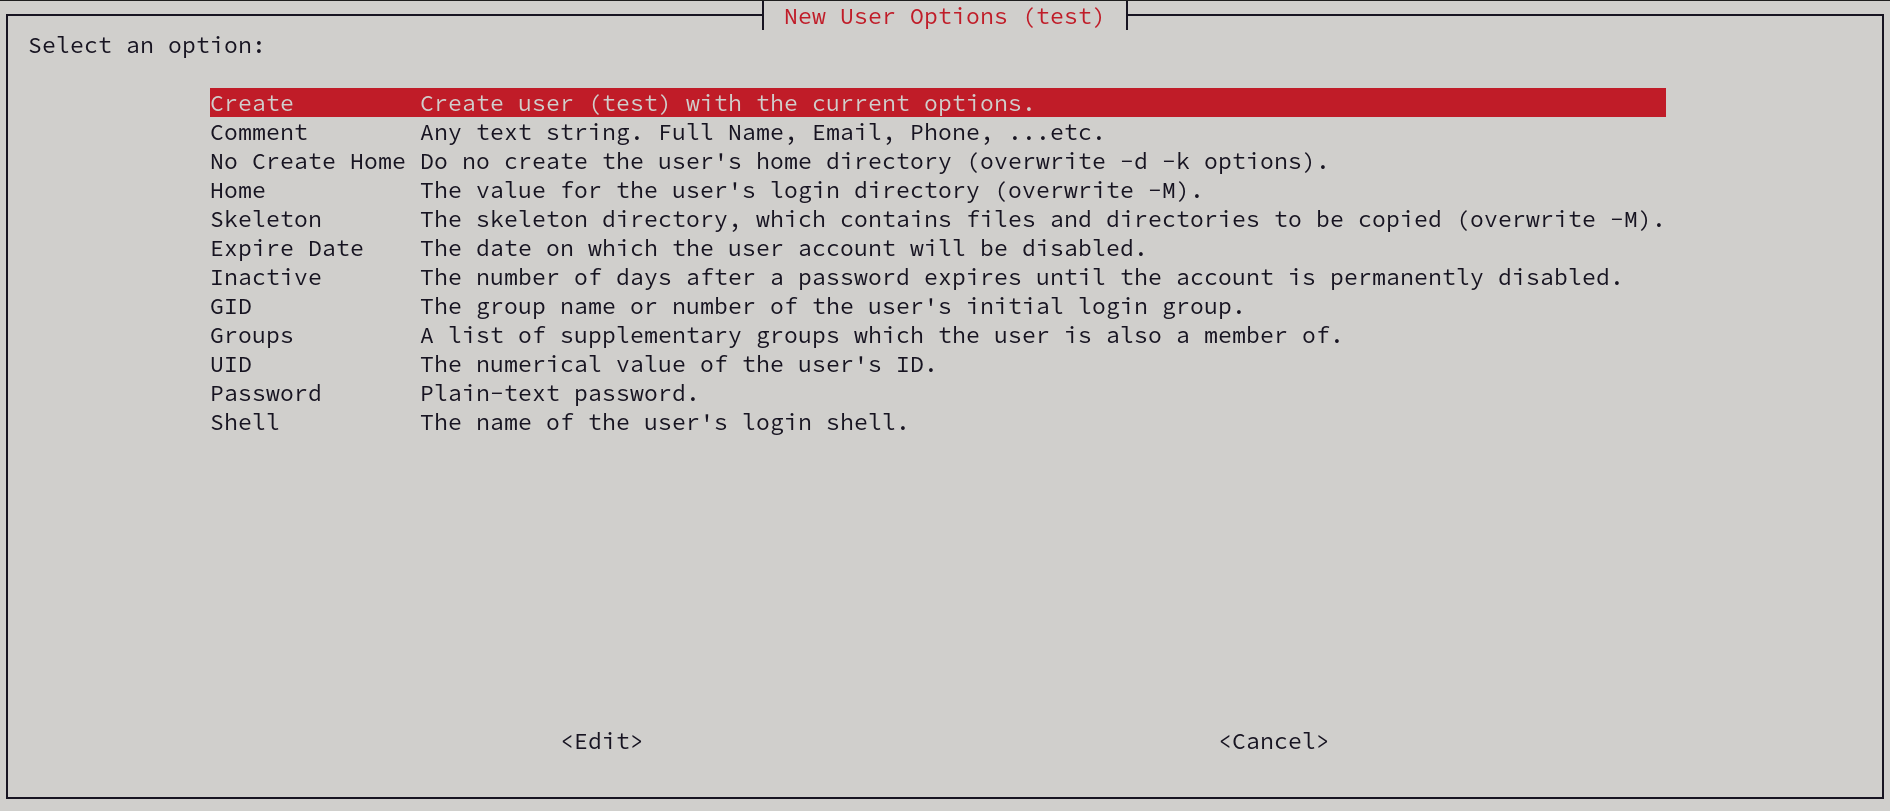 New User Options (test)
Select an option:
Create Create user (test) with the current options.
Comment Any text string. Full Name, Email, Phone, ...etc.
No Create Home Do no create the user's home directory (overwrite -d -k options).
Home The value for the user's login directory (overwrite -M).
Skeleton The skeleton directory, which contains files and directories to be copied (overwrite -M).
Expire Date The date on which the user account will be disabled.
Inactive The number of days after a password expires until the account is permanently disabled.
GID The group name or number of the user's initial login group.
Groups A list of supplementary groups which the user is also a member of.
UID The numerical value of the user's ID.
Password Plain-text password.
Shell The name of the user's login shell.
<Edit> <Cancel>